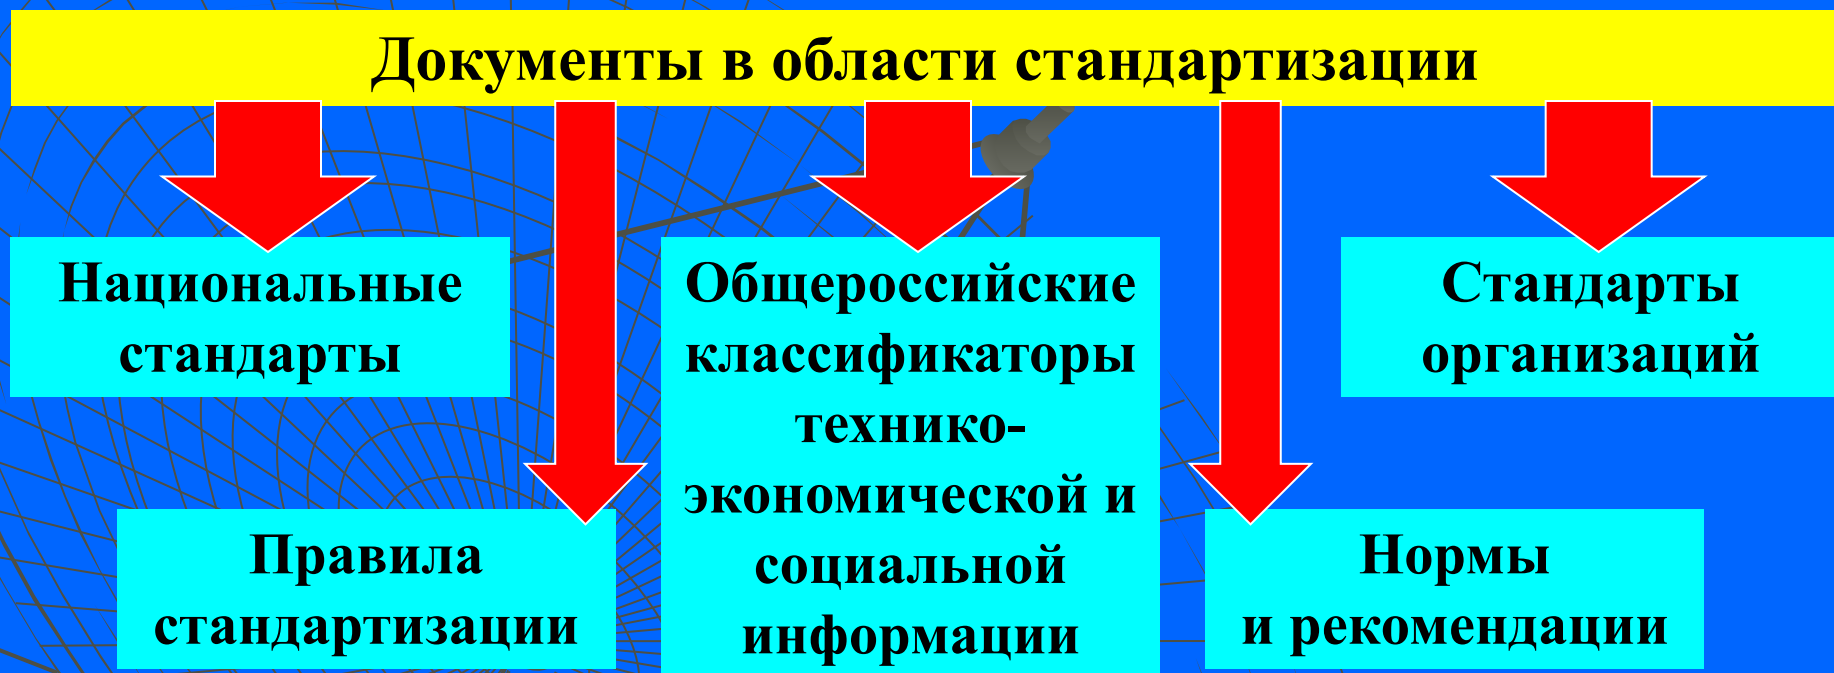 Документы в области стандартизации
Национальные
стандарты
Правила
стандартизации
Общероссийские
классификаторы
технико-
экономической и
социальной
информации
Нормы
и рекомендации
Стандарты
организаций